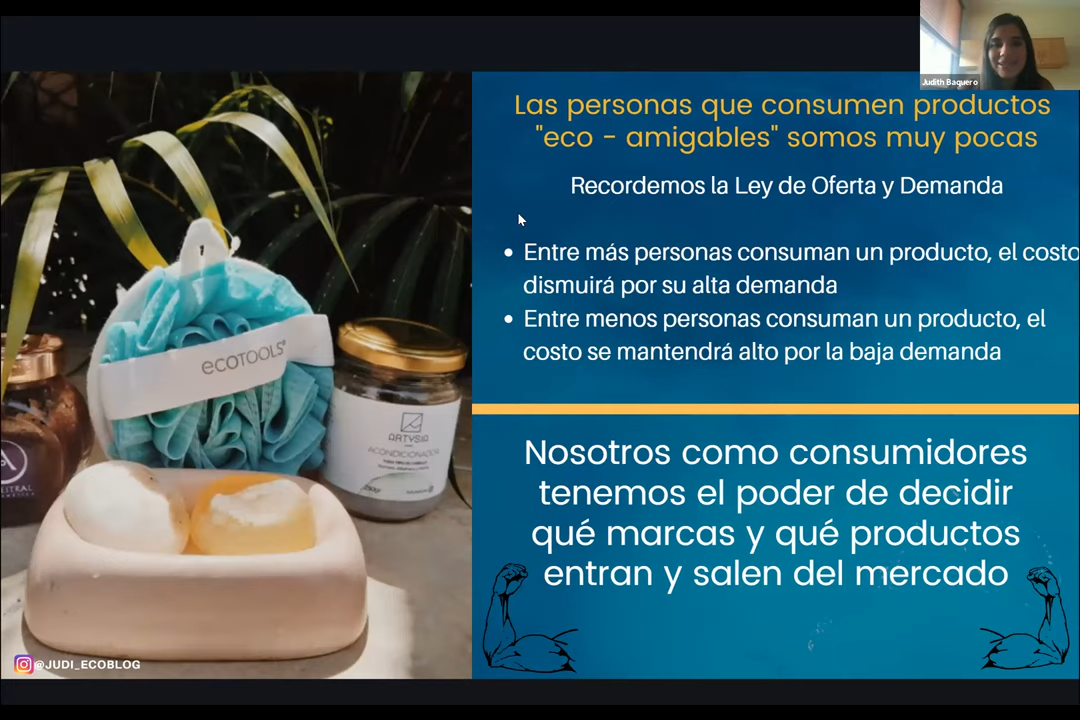 Judith Baquero
Las personas que consumen productos
"eco - amigables" somos muy pocas
Recordemos la Ley de Oferta y Demanda
• Entre más personas consuman un producto, el costo
dismuirá por su alta demanda
• Entre menos personas consuman un producto, el
costo se mantendrá alto por la baja demanda
Nosotros como consumidores
tenemos el poder de decidir
qué marcas y qué productos
entran y salen del mercado
ecoTOOLS®
ARTYSIA
ACONDICIONADOR
@JUDI_ECOBLOG